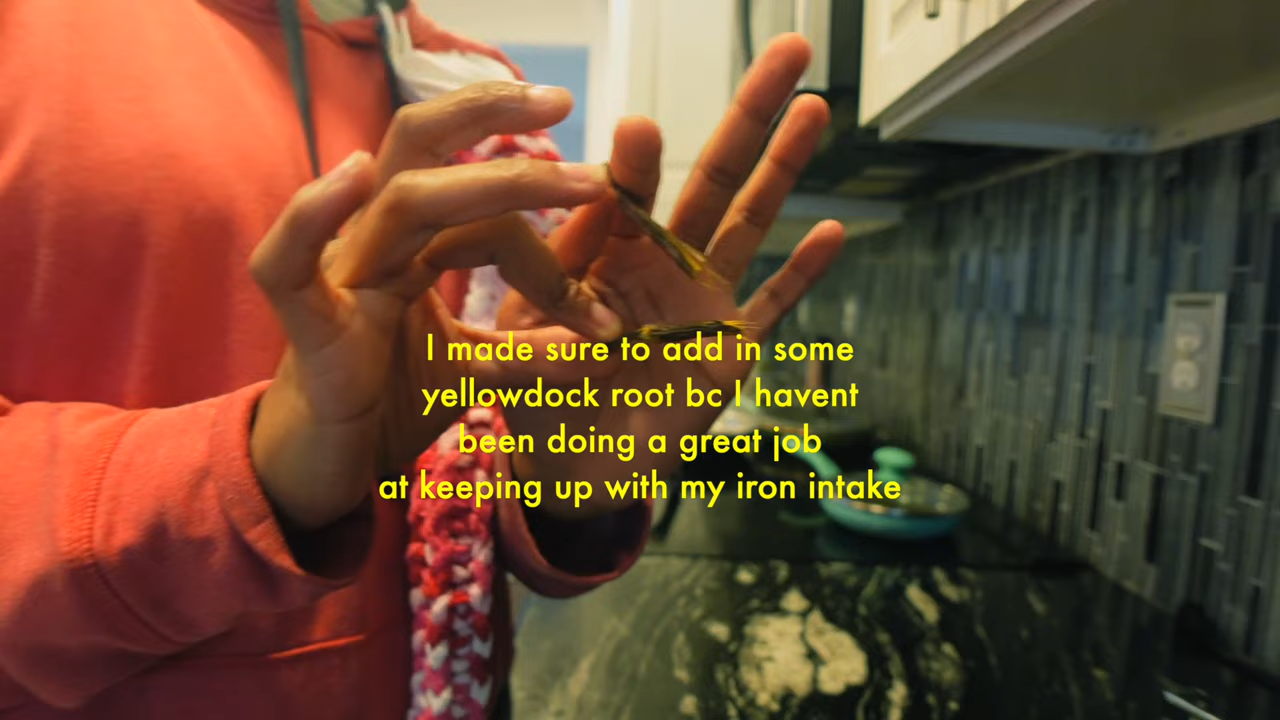 I made sure to add in some
yellowdock root bc I havent
been doing a great job
at keeping up with my iron intake